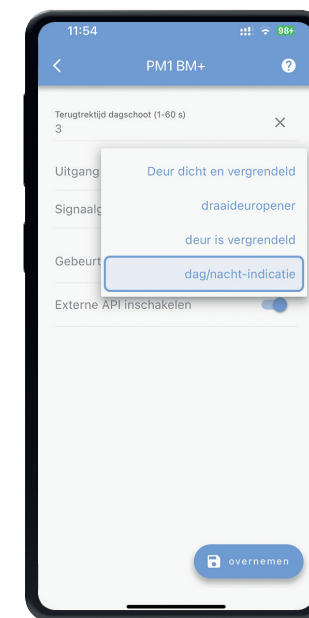 11:54
98
PM1 BM+
?
Terugtrektijd dagschoot (1-60 s)
3
Uitgang
Deur dicht en vergrendeld
draaideuropener
Signaalg
deur is vergrendeld
Gebeurt
dag/nacht-indicatie
Externe API inschakelen
overnemen